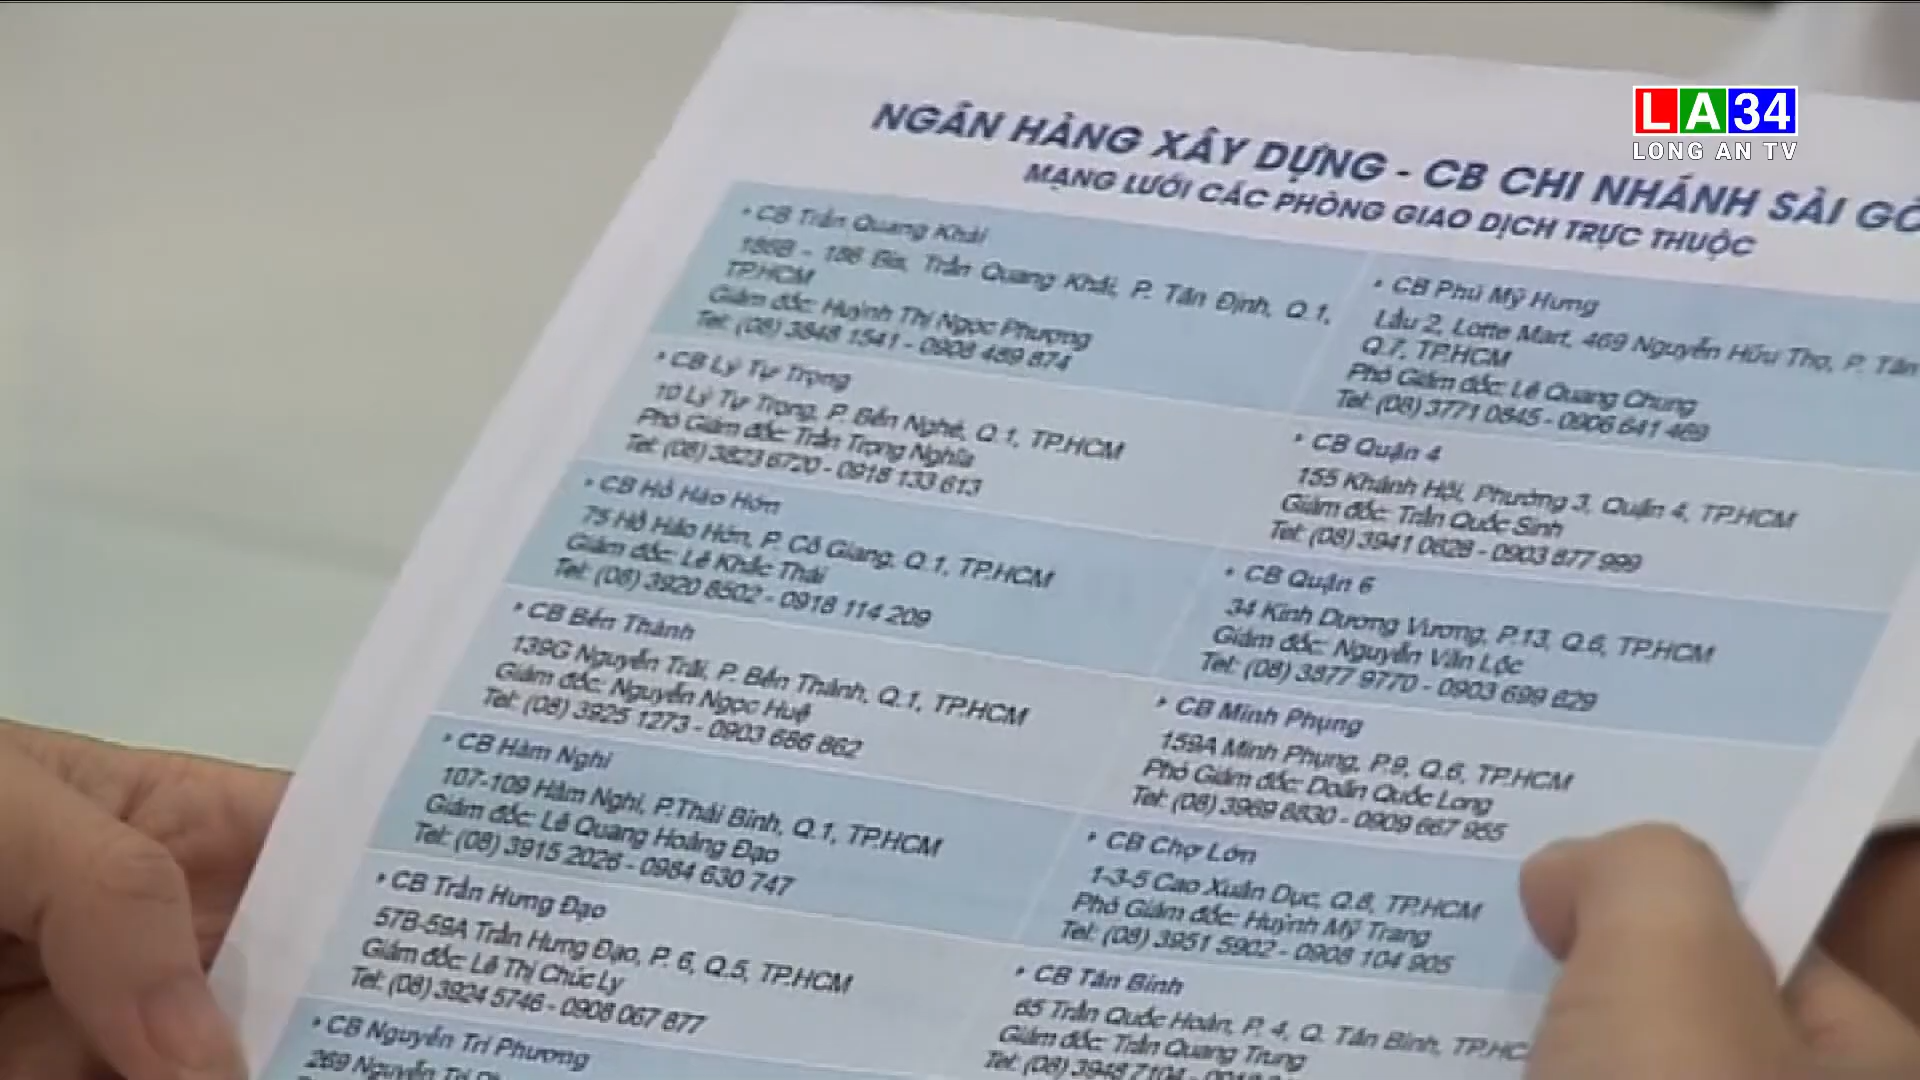 LA34
LONG AN TV
NGÂN HÀNG XÂY DỰNG - CB CHI NHÁNH SÀI
MẠNG LƯỚI CÁC PHÒNG GIAO DỊCH TRỰC THUỘC
CB Trần Quang Khải
186B - 186 Bis, Trần Quang Khải, P. Tân Định, Q.1,
TP.HCM
Giám đốc: Huỳnh Thị Ngọc Phượng
Tel: (08) 3848 1541 - 0908 489 874
CB Lý Tự Trọng
10 Lý Tự Trọng, P. Bến Nghé, Q.1, TP.HCM
Phó Giám đốc: Trần Trọng Nghĩa
Tel: (08) 3823 6720 - 0918 133 613
CB Hồ Hảo Hớn
75 Hồ Hảo Hớn, P. Cô Giang, Q.1, TP.HCM
Giám đốc: Lê Khắc Thái
Tel: (08) 3920 8502 - 0918 114 209
CB Bến Thành
139G Nguyễn Trãi, P. Bến Thành, Q.1, TP.HCM
Giám đốc: Nguyễn Ngọc Huệ
Tel: (08) 3925 1273 - 0903 686 862
CB Hàm Nghi
107-109 Hàm Nghi, P.Thái Bình, Q.1, TP.HCM
Giám đốc: Lê Quang Hoàng Đạo
Tel: (08) 3915 2026 - 0984 630 747
CB Trần Hưng Đạo
57B-59A Trần Hưng Đạo, P. 6, Q.5, TP.HCM
Giám đốc: Lê Thị Chúc Ly
Tel: (08) 3924 5746 - 0908 067 877
CB Nguyễn Tri Phương
269 Nguyễn Tri
CB Phú Mỹ Hưng
Lầu 2, Lotte Mart, 469 Nguyễn Hữu Thọ, P. Tân
Q.7, TP.HCM
Phó Giám đốc: Lê Quang Chung
Tel: (08) 3771 0845 - 0906 641 469
CB Quận 4
155 Khánh Hội, Phường 3, Quận 4, TP.HCM
Giám đốc: Trần Quốc Sinh
Tel: (08) 3941 0628 - 0903 877 999
CB Quận 6
34 Kinh Dương Vương, P.13, Q.6, TP.HCM
Giám đốc: Nguyễn Văn Lộc
Tel: (08) 3877 9770 - 0903 699 829
CB Minh Phụng
159A Minh Phụng, P.9, Q.6, TP.HCM
Phó Giám đốc: Doãn Quốc Long
Tel: (08) 3969 6830 - 0909 667 965
CB Chợ Lớn
1-3-5 Cao Xuân Dục, Q.8, TP.HCM
Phó Giám đốc: Huỳnh Mỹ Trang
Tel: (08) 3951 5902 - 0908 104 905
CB Tân Bình
65 Trần Quốc Hoàn, P. 4, Q. Tân Bình,
Giám đốc: Trần Quang Trung
Tel: (08) 3948 7104 -